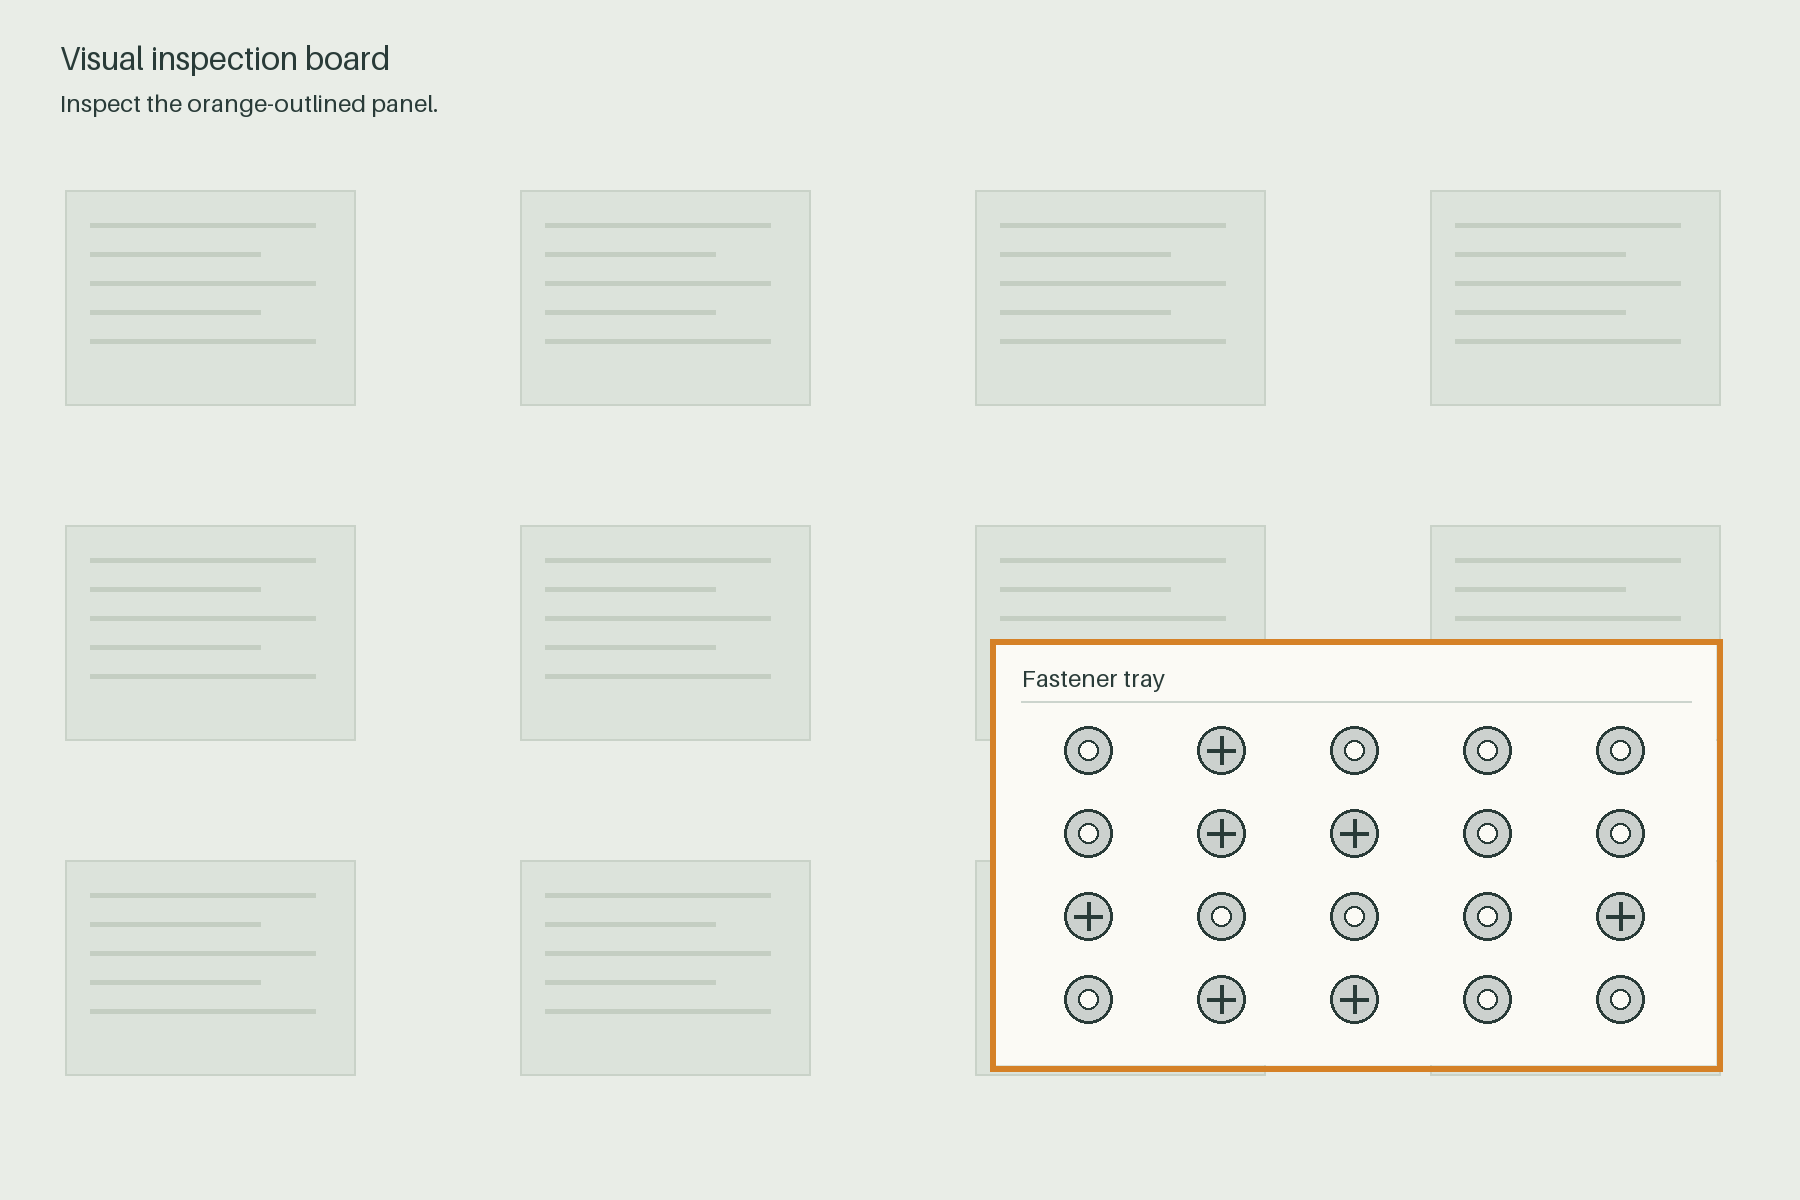 Visual inspection board
Inspect the orange-outlined panel.
Fastener tray